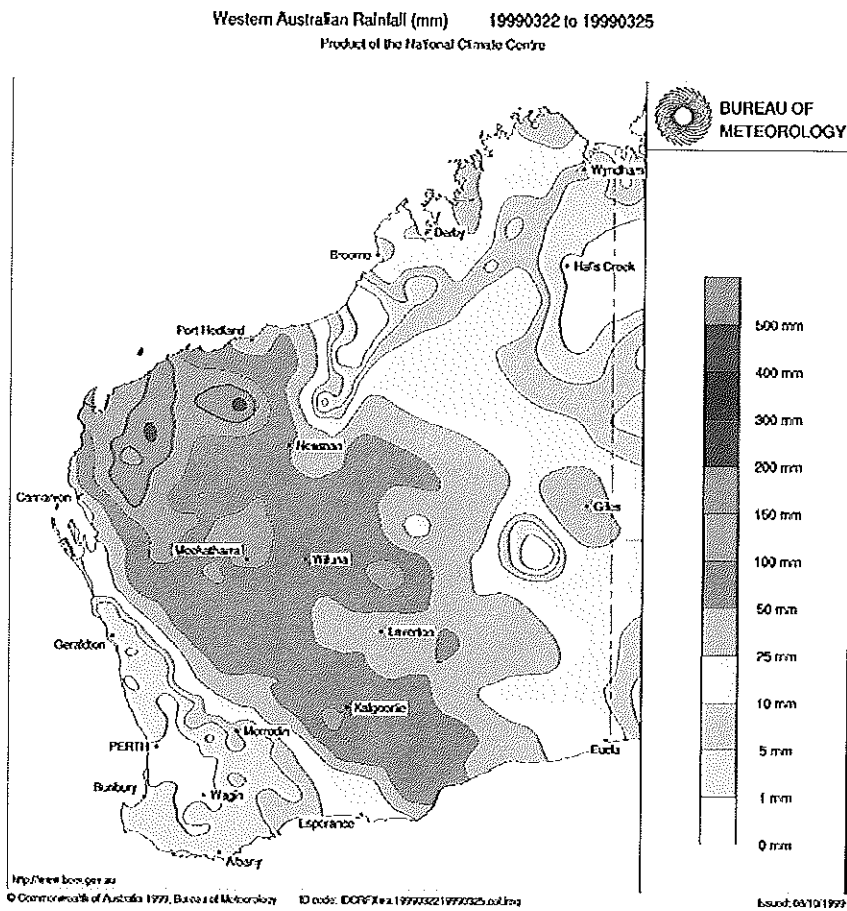 Western Australian Rainfall (mm) 19990322 to 19990325
Product of the National Climate Centre
BUREAU OF
METEOROLOGY
Wyndham
Derby
Broome
Halls Creek
Port Hedland
500 mm
400 mm
300 mm
Newman
200 mm
Carnarvon
Giles
150 mm
Meekatharra
Wiluna
100 mm
50 mm
Laverton
Geraldton
25 mm
Kalgoorlie
10 mm
Merredin
PERTH
Eucla
5 mm
Bunbury
Wagin
1 mm
Esperance
0 mm
Albany
http://www.bom.gov.au
© Commonwealth of Australia 1999, Bureau of Meteorology ID code: Issued: 08/10/1999